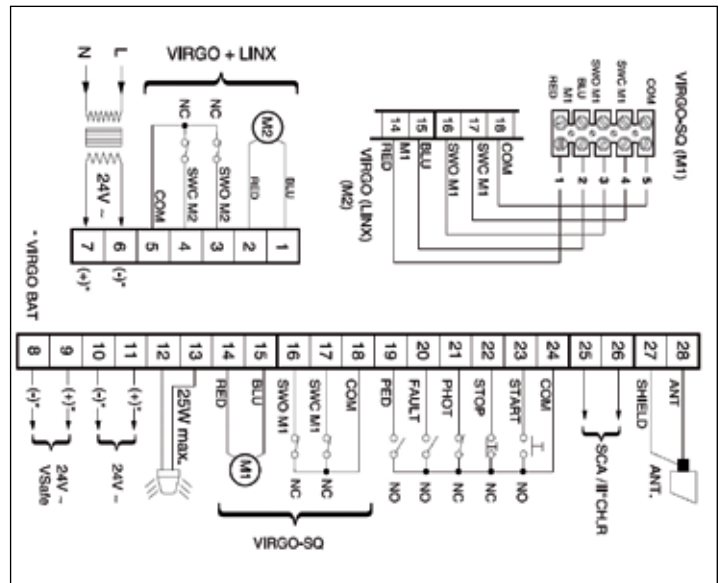 N L
VIRGO + LINX
NC NC
M2
24V ~
COM
SWC M2
SWO M2
RED
BLU
7 6 5 4 3 2 1
(+)* (-)*
* VIRGO BAT
14 15 16 17 18
RED
M1
BLU
SWO M1
SWC M1
COM
VIRGO (LINX)
(M2)
RED
M1
BLU
SWO M1
SWC M1
COM
VIRGO-SQ (M1)
1 2 3 4 5
8 9 10 11 12 13 14 15 16 17 18 19 20 21 22 23 24 25 26 27 28
(-)* (+)* (-)* (+)*
24V ~
VSafe
24V ~
25W max.
RED
BLU
M1
SWO M1
SWC M1
COM
NC NC
VIRGO-SQ
PED
FAULT
PHOT
STOP
START
COM
NO NO NC NC NO
SCA /II°CH.R
SHIELD
ANT
ANT.